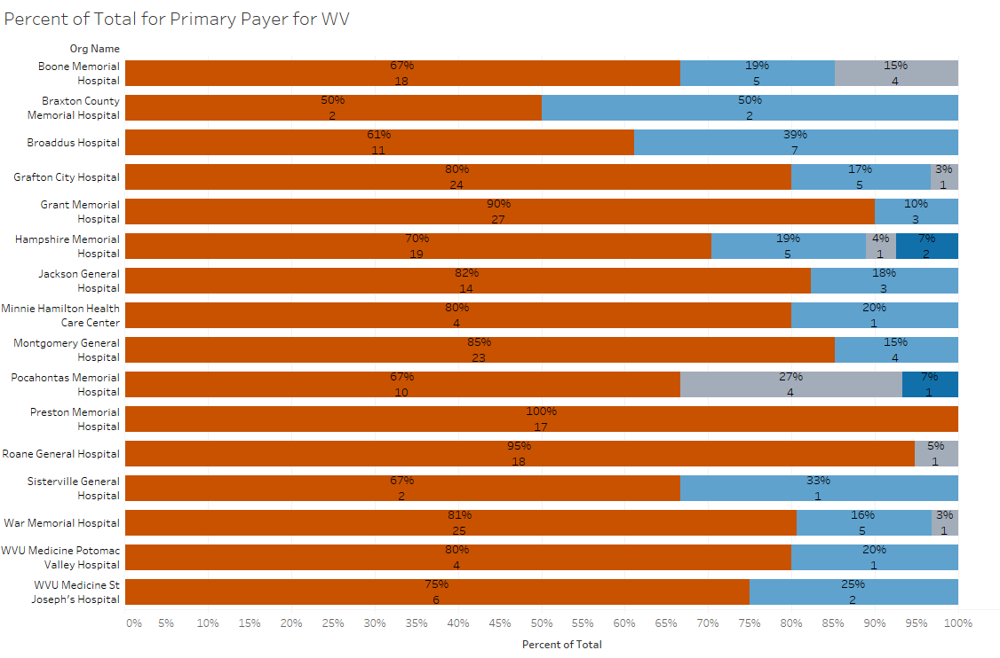 Percent of Total for Primary Payer for WV
Org Name
Boone Memorial
Hospital
67% 19% 15%
18 5 4
Braxton County
Memorial Hospital
50% 50%
2 2
Broaddus Hospital
61% 39%
11 7
Grafton City Hospital
80% 17% 3%
24 5 1
Grant Memorial
Hospital
90% 10%
27 3
Hampshire Memorial
Hospital
70% 19% 4% 7%
19 5 1 2
Jackson General
Hospital
82% 18%
14 3
Minnie Hamilton Health
Care Center
80% 20%
4 1
Montgomery General
Hospital
85% 15%
23 4
Pocahontas Memorial
Hospital
67% 27% 7%
10 4 1
Preston Memorial
Hospital
100%
17
Roane General Hospital
95% 5%
18 1
Sisterville General
Hospital
67% 33%
2 1
War Memorial Hospital
81% 16% 3%
25 5 1
WVU Medicine Potomac
Valley Hospital
80% 20%
4 1
WVU Medicine St
Joseph's Hospital
75% 25%
6 2
0% 5% 10% 15% 20% 25% 30% 35% 40% 45% 50% 55% 60% 65% 70% 75% 80% 85% 90% 95% 100%
Percent of Total